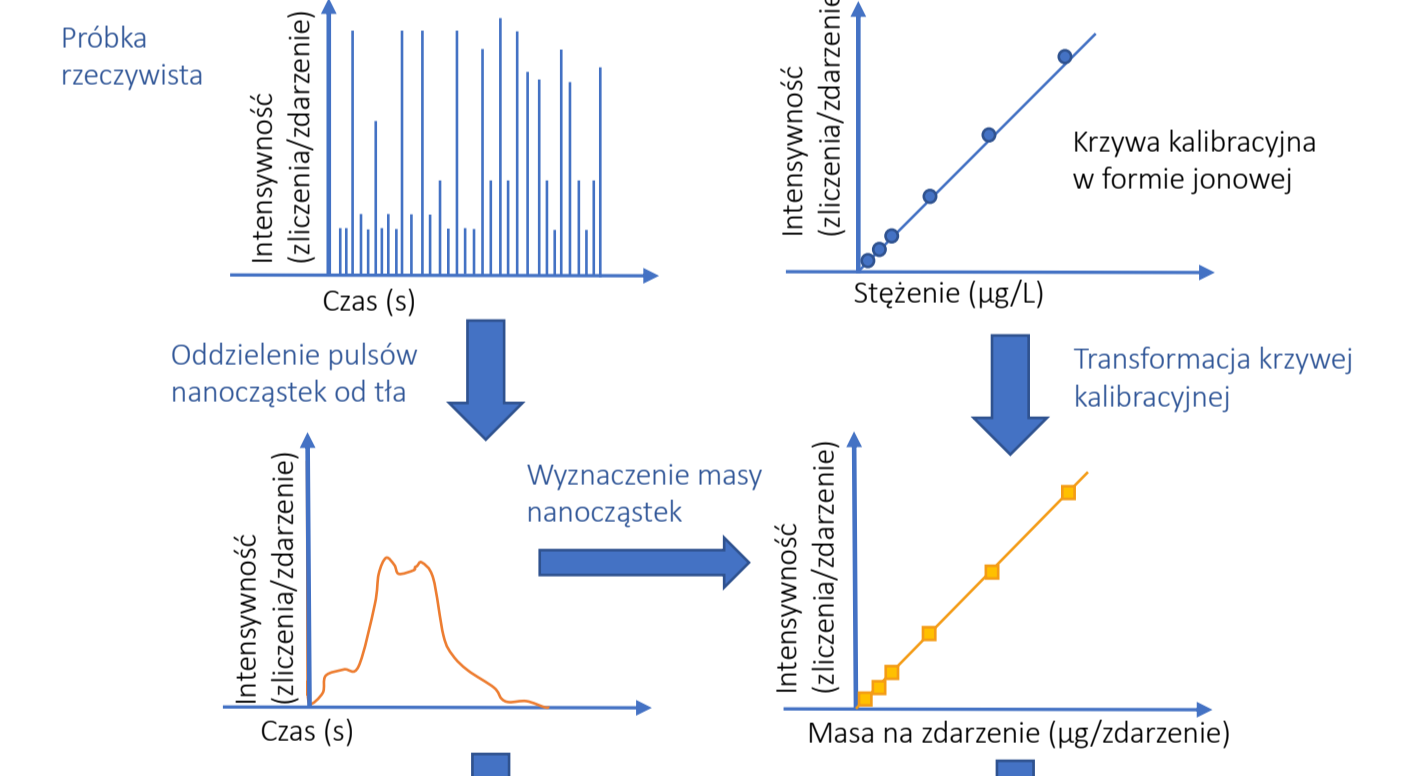 Próbka
rzeczywista
Intensywność
(zliczenia/zdarzenie)
Czas (s)
Intensywność
(zliczenia/zdarzenie
Krzywa kalibracyjna
w formie jonowej
Stężenie (µg/L)
Oddzielenie pulsów
nanocząstek od tła
Transformacja krzywej
kalibracyjnej
Intensywność
(zliczenia/zdarzenie)
Czas (s)
Wyznaczenie masy
nanocząstek
Intensywność
(zliczenia/zdarzenie)
Masa na zdarzenie (µg/zdarzenie)